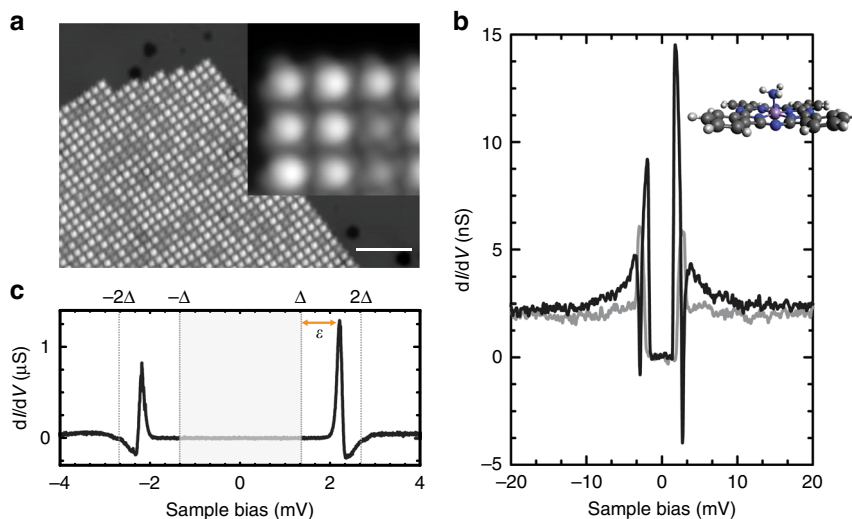 a
b
15
10
5
0
−5
dI/dV (nS)
−20
−10
0
10
20
Sample bias (mV)
c
−2Δ
−Δ
Δ
2Δ
ε
1
0
dI/dV (μS)
−4
−2
0
2
4
Sample bias (mV)